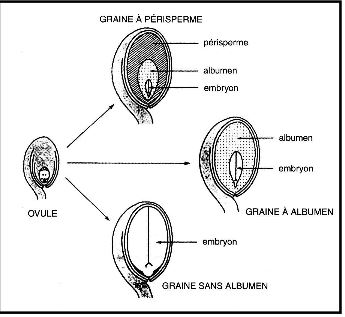 GRAINE À PÉRISPERME
périsperme
albumen
embryon
albumen
embryon
OVULE
GRAINE À ALBUMEN
embryon
GRAINE SANS ALBUMEN